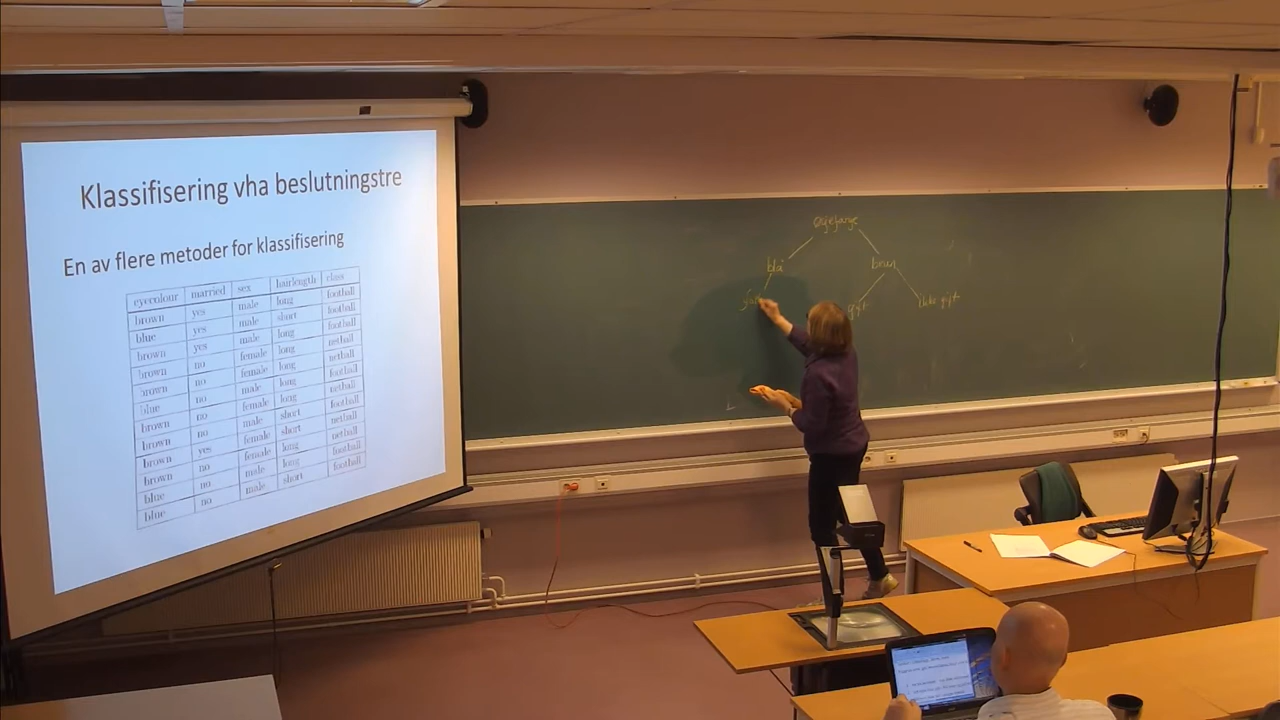 Klassifisering vha beslutningstre
En av flere metoder for klassifisering
eyecolour married sex hairlength class
brown yes male long football
blue yes male short football
brown yes male long football
brown no female long netball
brown no female long netball
blue no male long football
brown no female long netball
brown no male short football
brown yes female short netball
brown no female long netball
blue no male long football
blue no male short football
Øyefarge
blå brun
gift ikke gift